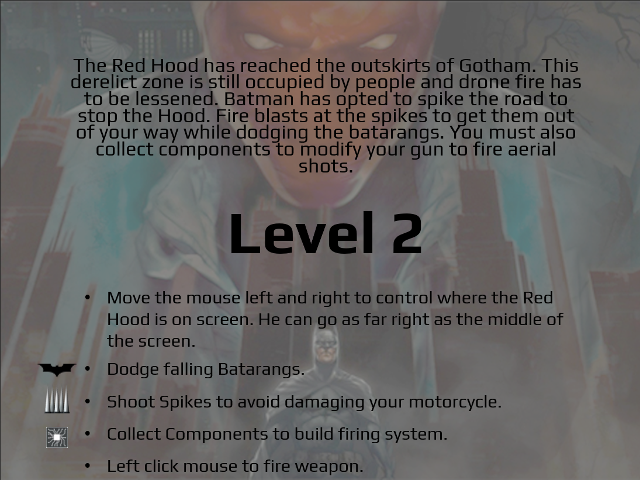 The Red Hood has reached the outskirts of Gotham. This
derelict zone is still occupied by people and drone fire has
to be lessened. Batman has opted to spike the road to
stop the Hood. Fire blasts at the spikes to get them out
of your way while dodging the batarangs. You must also
collect components to modify your gun to fire aerial
shots.
Level 2
• Move the mouse left and right to control where the Red
Hood is on screen. He can go as far right as the middle of
the screen.
• Dodge falling Batarangs.
• Shoot Spikes to avoid damaging your motorcycle.
• Collect Components to build firing system.
• Left click mouse to fire weapon.